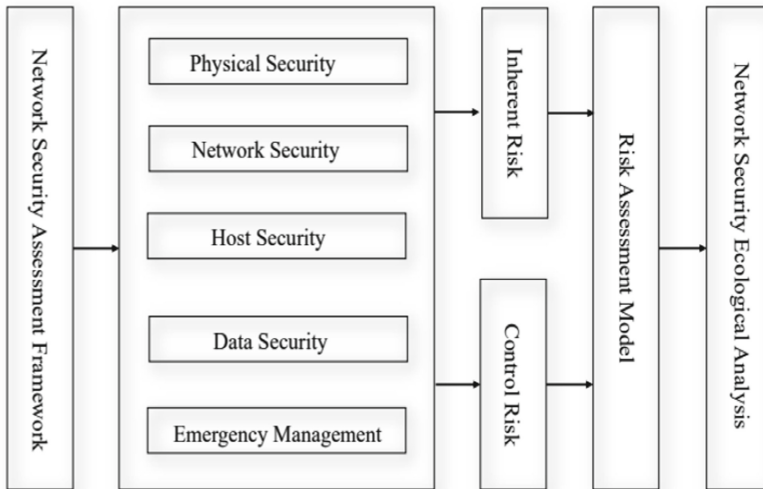 Network Security Assessment Framework
Physical Security
Network Security
Host Security
Data Security
Emergency Management
Inherent Risk
Control Risk
Risk Assessment Model
Network Security Ecological Analysis